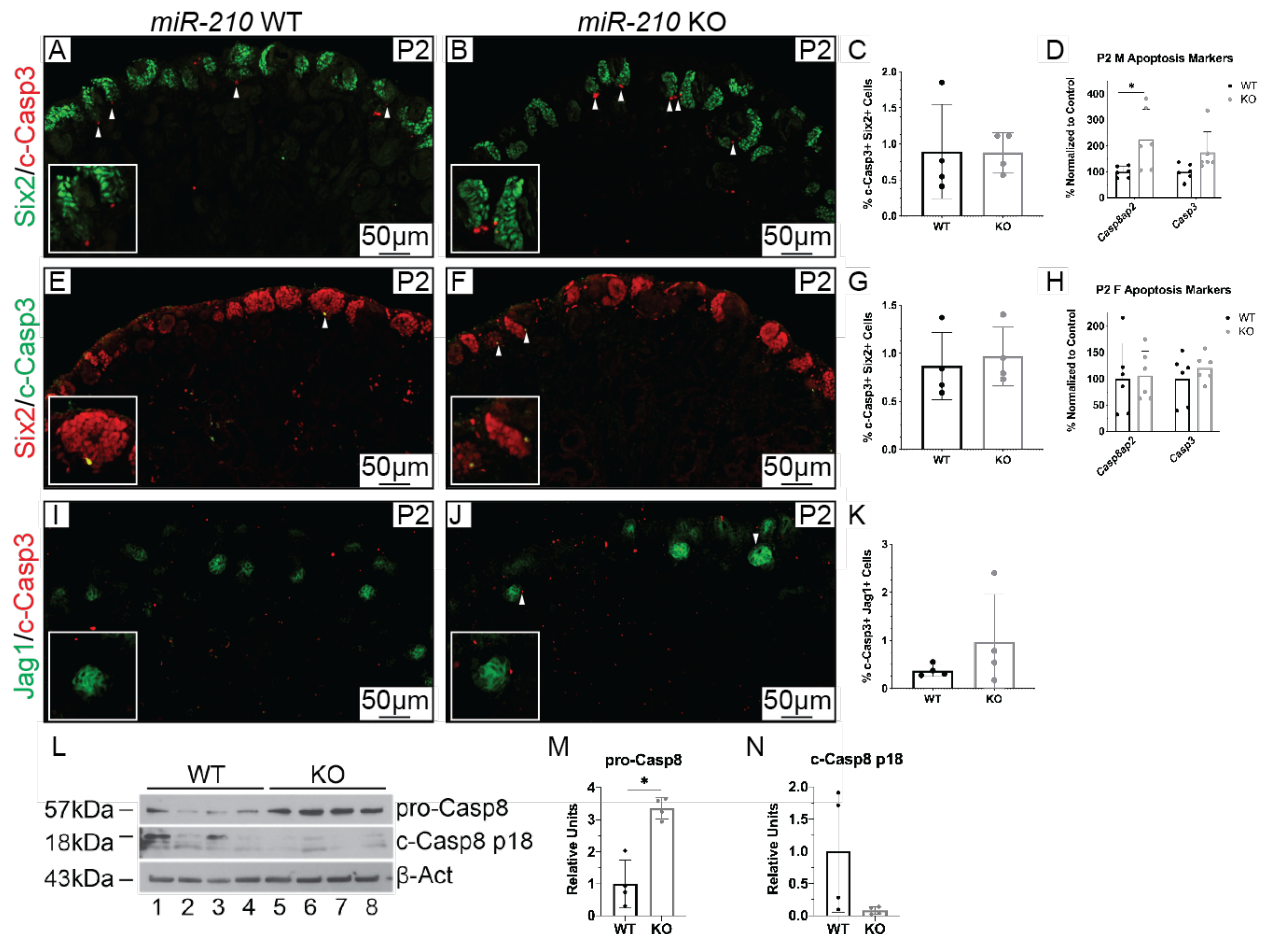 miR-210 WT
miR-210 KO
Six2/c-Casp3
A
P2
50µm
B
P2
50µm
C
% c-Casp3+ Six2+ Cells
2.0
1.5
1.0
0.5
0.0
WT
KO
D
P2 M Apoptosis Markers
% Normalized to Control
400
300
200
100
0
*
WT
KO
Casp8ap2
Casp3
Six2/c-Casp3
E
P2
50µm
F
P2
50µm
G
% c-Casp3+ Six2+ Cells
1.5
1.0
0.5
0.0
WT
KO
H
P2 F Apoptosis Markers
% Normalized to Control
200
150
100
50
0
WT
KO
Casp8ap2
Casp3
Jag1/c-Casp3
I
P2
50µm
J
P2
50µm
K
% c-Casp3+ Jag1+ Cells
3
2
1
0
WT
KO
L
WT
KO
57kDa
pro-Casp8
18kDa
c-Casp8 p18
43kDa
β-Act
1 2 3 4 5 6 7 8
M
pro-Casp8
Relative Units
4
3
2
1
0
*
WT
KO
N
c-Casp8 p18
Relative Units
2.0
1.5
1.0
0.5
0.0
WT
KO